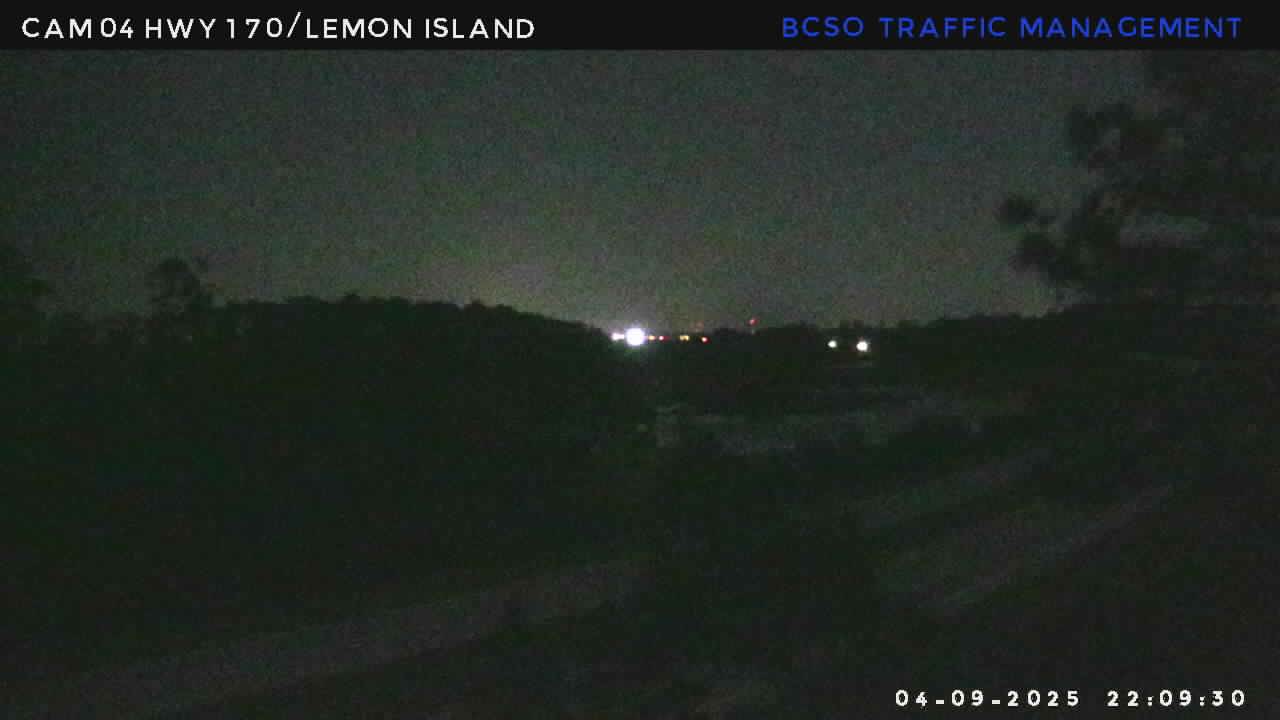 CAM04 HWY 170/LEMON ISLAND
BCSO TRAFFIC MANAGEMENT
04-09-2025 22:09:30